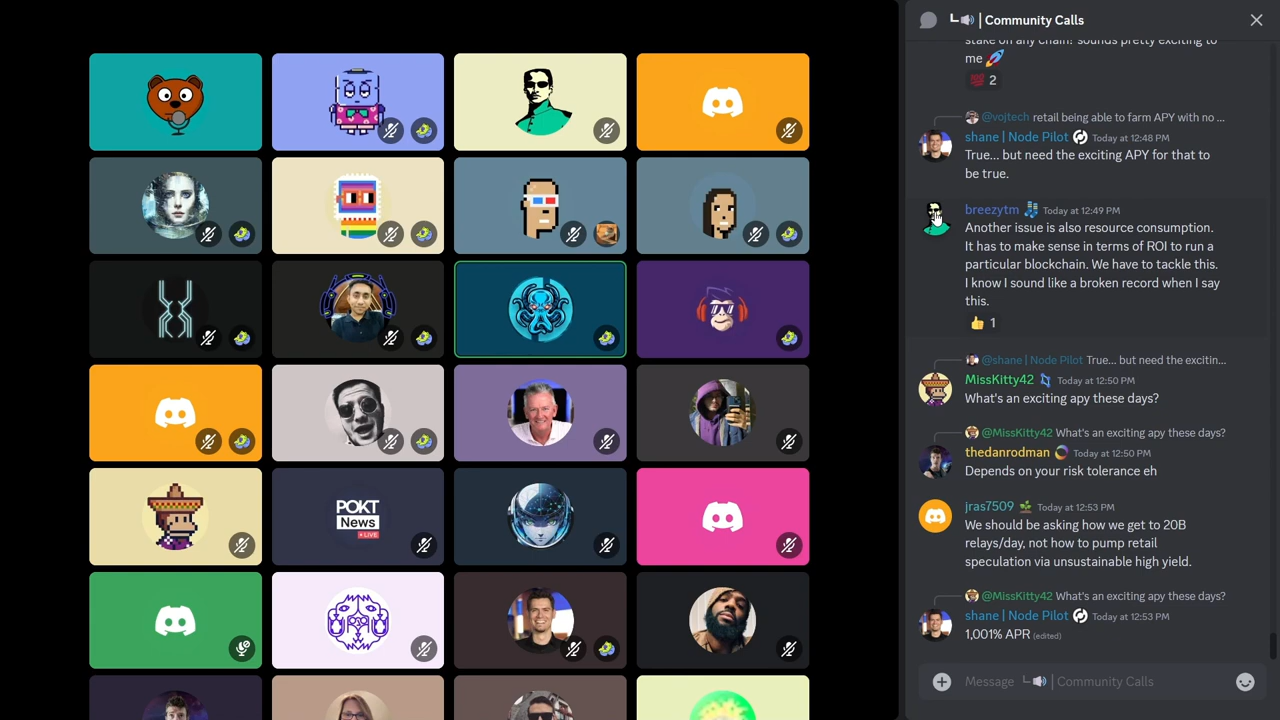 Community Calls
stake on any chain? sounds pretty exciting to
me
2
@vojtech retail being able to farm APY with no ...
shane | Node Pilot Today at 12:48 PM
True... but need the exciting APY for that to
be true.
breezytm Today at 12:49 PM
Another issue is also resource consumption.
It has to make sense in terms of ROI to run a
particular blockchain. We have to tackle this.
I know I sound like a broken record when I say
this.
1
@shane | Node Pilot True... but need the excitin...
MissKitty42 Today at 12:50 PM
What's an exciting apy these days?
@MissKitty42 What's an exciting apy these days?
thedanrodman Today at 12:50 PM
Depends on your risk tolerance eh
jras7509 Today at 12:53 PM
We should be asking how we get to 20B
relays/day, not how to pump retail
speculation via unsustainable high yield.
@MissKitty42 What's an exciting apy these days?
shane | Node Pilot Today at 12:53 PM
1,001% APR (edited)
Message Community Calls
POKT
News
LIVE